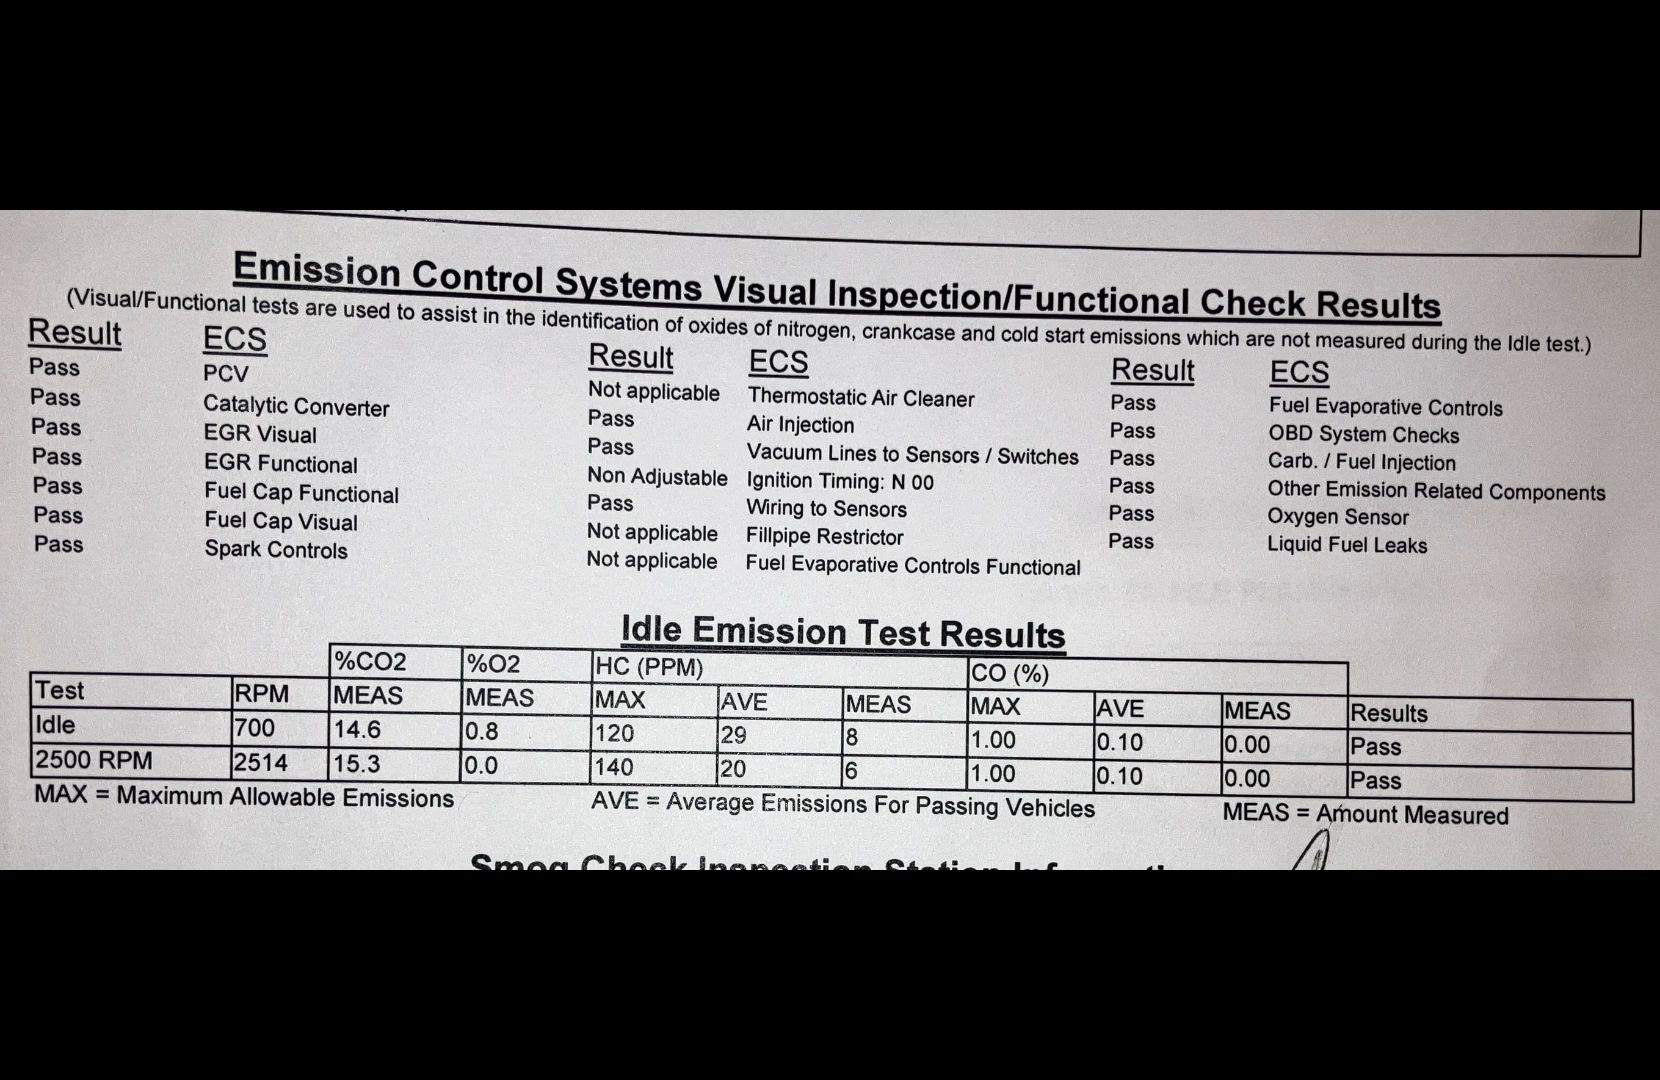 Emission Control Systems Visual Inspection/Functional Check Results
(Visual/Functional tests are used to assist in the identification of oxides of nitrogen, crankcase and cold start emissions which are not measured during the Idle test.)
Result ECS Result ECS Result ECS
Pass PCV Not applicable Thermostatic Air Cleaner Pass Fuel Evaporative Controls
Pass Catalytic Converter Pass Air Injection Pass OBD System Checks
Pass EGR Visual Pass Vacuum Lines to Sensors / Switches Pass Carb. / Fuel Injection
Pass EGR Functional Non Adjustable Ignition Timing: N 00 Pass Other Emission Related Components
Pass Fuel Cap Functional Pass Wiring to Sensors Pass Oxygen Sensor
Pass Fuel Cap Visual Not applicable Fillpipe Restrictor Pass Liquid Fuel Leaks
Pass Spark Controls Not applicable Fuel Evaporative Controls Functional
Idle Emission Test Results
%CO2 %O2 HC (PPM) CO (%)
Test RPM MEAS MEAS MAX AVE MEAS MAX AVE MEAS Results
Idle 700 14.6 0.8 120 29 8 1.00 0.10 0.00 Pass
2500 RPM 2514 15.3 0.0 140 20 6 1.00 0.10 0.00 Pass
MAX = Maximum Allowable Emissions AVE = Average Emissions For Passing Vehicles MEAS = Amount Measured
Smog Check Inspection Station